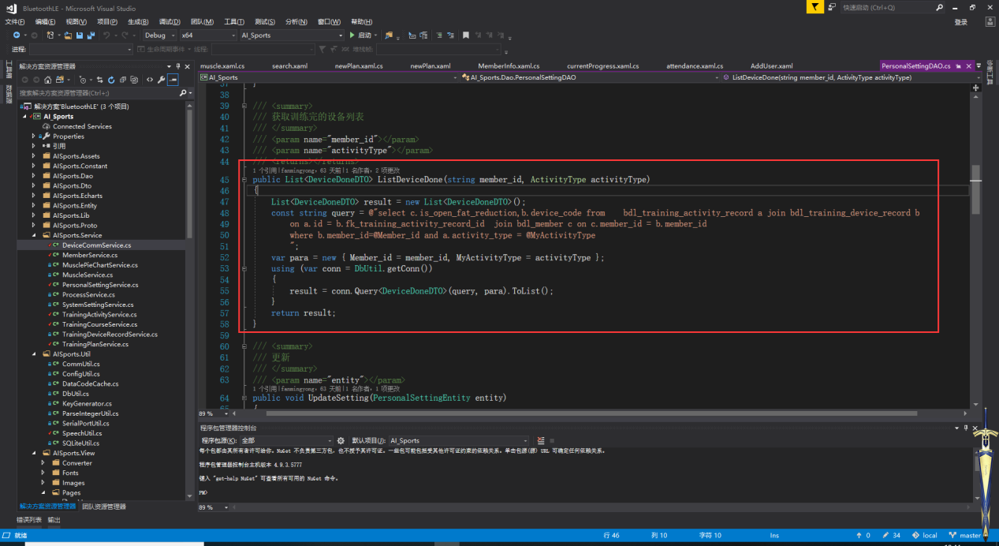 BluetoothLE - Microsoft Visual Studio
快速启动 (Ctrl+Q)
文件(F) 编辑(E) 视图(V) 项目(P) 生成(B) 调试(D) 团队(M) 工具(T) 测试(S) 分析(N) 窗口(W) 帮助(H)
登录
Debug x64 AI_Sports 启动
进程: 生命周期事件 线程: 堆栈帧:
解决方案资源管理器
搜索解决方案资源管理器(Ctrl+;)
解决方案'BluetoothLE' (3 个项目)
AI_Sports
Connected Services
Properties
引用
AISports.Assets
AISports.Constant
AISports.Dao
AISports.Dto
AISports.Echarts
AISports.Entity
AISports.Lib
AISports.Proto
AISports.Service
DeviceCommService.cs
MemberService.cs
MusclePieChartService.cs
MuscleService.cs
PersonalSettingService.cs
ProcessService.cs
SystemSettingService.cs
TrainingActivityService.cs
TrainingCourseService.cs
TrainingDeviceRecordService.cs
TrainingPlanService.cs
AISports.Util
CommUtil.cs
ConfigUtil.cs
DataCodeCache.cs
DbUtil.cs
KeyGenerator.cs
ParseIntegerUtil.cs
SerialPortUtil.cs
SpeechUtil.cs
SQLiteUtil.cs
AISports.View
Converter
Fonts
Images
Pages
解决方案资源管理器 团队资源管理器
错误列表 输出
muscle.xaml.cs search.xaml newPlan.xaml.cs newPlan.xaml MemberInfo.xaml.cs currentProgress.xaml.cs attendance.xaml.cs AddUser.xaml PersonalSettingDAO.cs
AI_Sports AI_Sports.Dao.PersonalSettingDAO ListDeviceDone(string member_id, ActivityType activityType)
37 }
38
39 /// <summary>
40 /// 获取训练完的设备列表
41 /// </summary>
42 /// <param name="member_id"></param>
43 /// <param name="activityType"></param>
44 /// <returns></returns>
1 个引用|fanmingyong，63 天前|1 名作者，2 项更改
45 public List<DeviceDoneDTO> ListDeviceDone(string member_id, ActivityType activityType)
46 {
47 List<DeviceDoneDTO> result = new List<DeviceDoneDTO>();
48 const string query = @"select c.is_open_fat_reduction,b.device_code from bdl_training_activity_record a join bdl_training_device_record b
49 on a.id = b.fk_training_activity_record_id join bdl_member c on c.member_id = b.member_id
50 where b.member_id=@Member_id and a.activity_type = @MyActivityType
51 ";
52 var para = new { Member_id = member_id, MyActivityType = activityType };
53 using (var conn = DbUtil.getConn())
54 {
55 result = conn.Query<DeviceDoneDTO>(query, para).ToList();
56 }
57 return result;
58 }
59
60 /// <summary>
61 /// 更新
62 /// </summary>
63 /// <param name="entity"></param>
1 个引用|fanmingyong，63 天前|1 名作者，1 项更改
64 public void UpdateSetting(PersonalSettingEntity entity)
65 {
89 %
程序包管理器控制台
程序包源(K): 全部 默认项目(J): AI_Sports
每个包都由其所有者许可给你。NuGet 不负责第三方包，也不授予其许可证。一些包可能包括受其他许可证约束的依赖关系。单击包源(源) URL 可确定任何依赖关系。
程序包管理器控制台主机版本 4.9.3.5777
键入 "get-help NuGet" 可查看所有可用的 NuGet 命令。
PM>
89 %
就绪 行 46 列 10 字符 10 Ins 0 34 local master